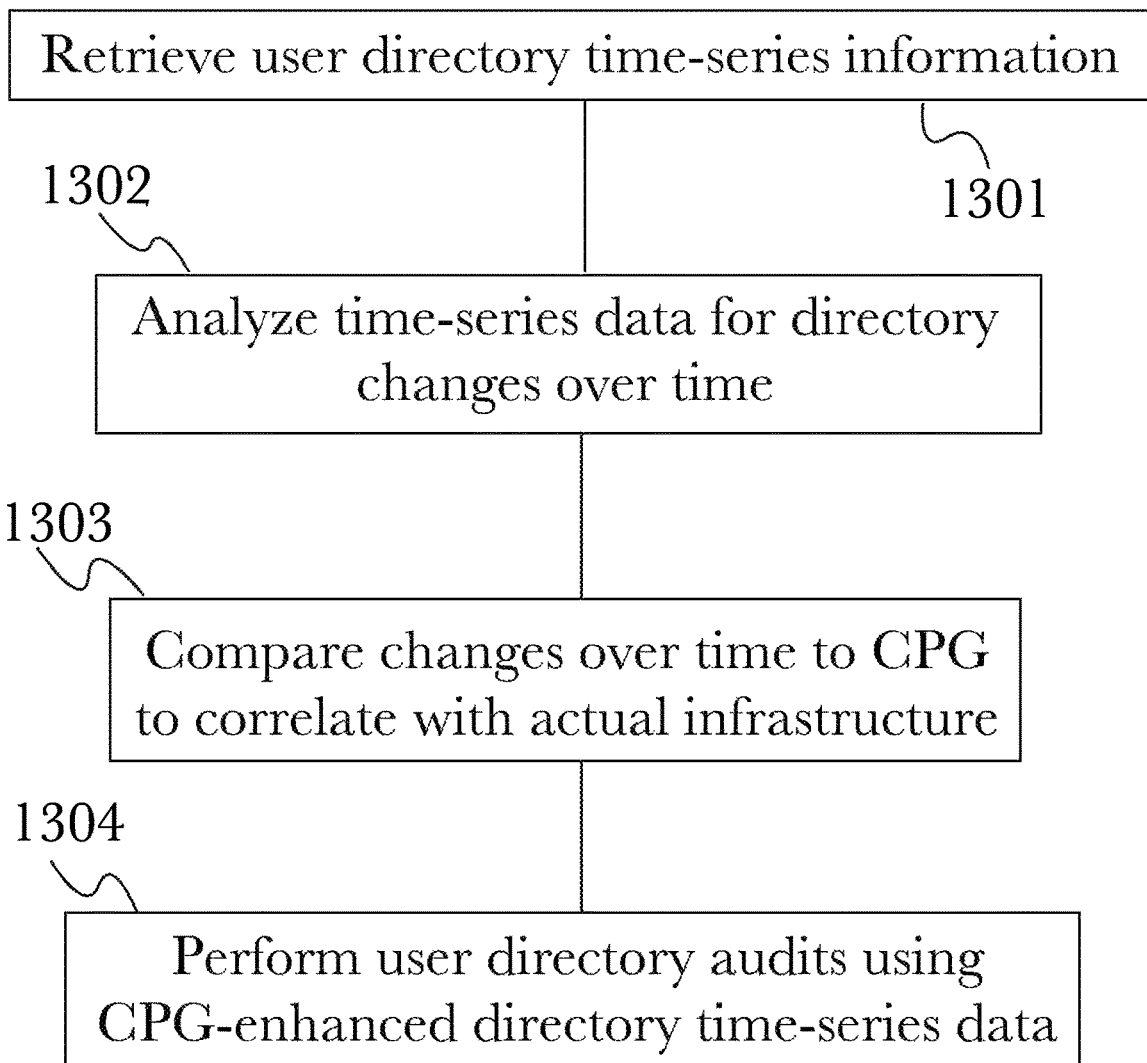 Retrieve user directory time-series information
1301
1302
Analyze time-series data for directory
changes over time
1303
Compare changes over time to CPG
to correlate with actual infrastructure
1304
Perform user directory audits using
CPG-enhanced directory time-series data